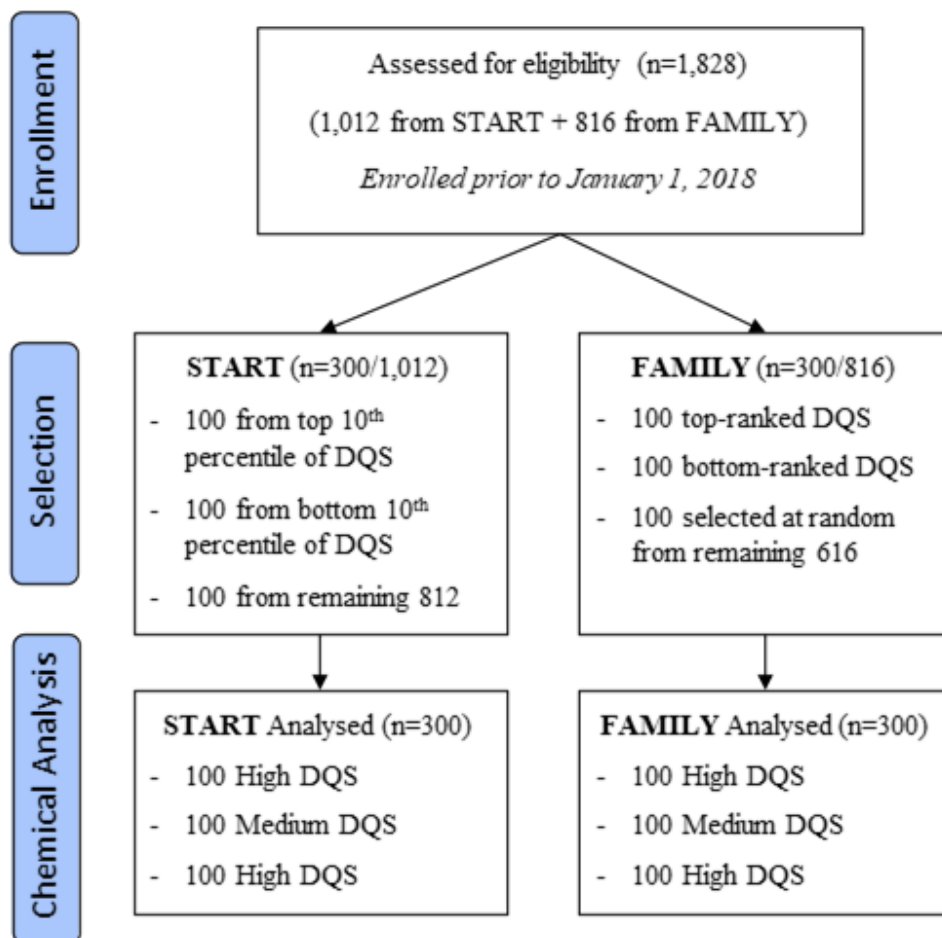 Enrollment
Assessed for eligibility (n=1,828)
(1,012 from START + 816 from FAMILY)
Enrolled prior to January 1, 2018
Selection
START (n=300/1,012)
- 100 from top 10th
percentile of DQS
- 100 from bottom 10th
percentile of DQS
- 100 from remaining 812
FAMILY (n=300/816)
- 100 top-ranked DQS
- 100 bottom-ranked DQS
- 100 selected at random
from remaining 616
Chemical Analysis
START Analysed (n=300)
- 100 High DQS
- 100 Medium DQS
- 100 High DQS
FAMILY Analysed (n=300)
- 100 High DQS
- 100 Medium DQS
- 100 High DQS